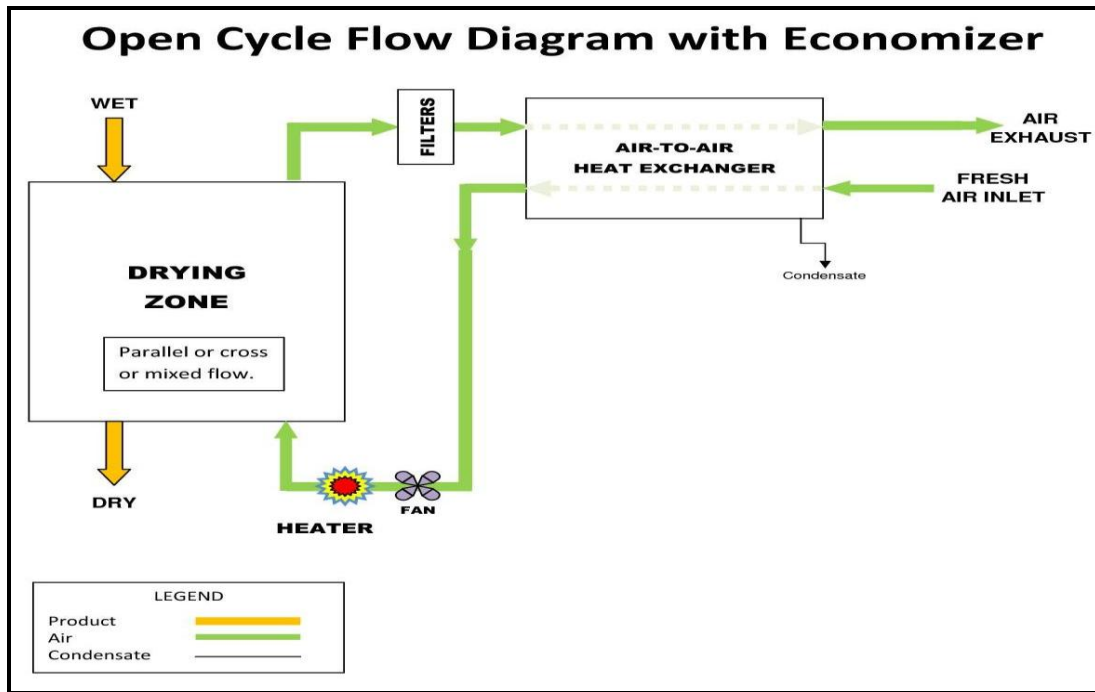 Open Cycle Flow Diagram with Economizer
WET
FILTERS
AIR-TO-AIR
HEAT EXCHANGER
AIR
EXHAUST
FRESH
AIR INLET
Condensate
DRYING
ZONE
Parallel or cross
or mixed flow.
DRY
HEATER
FAN
LEGEND
Product
Air
Condensate